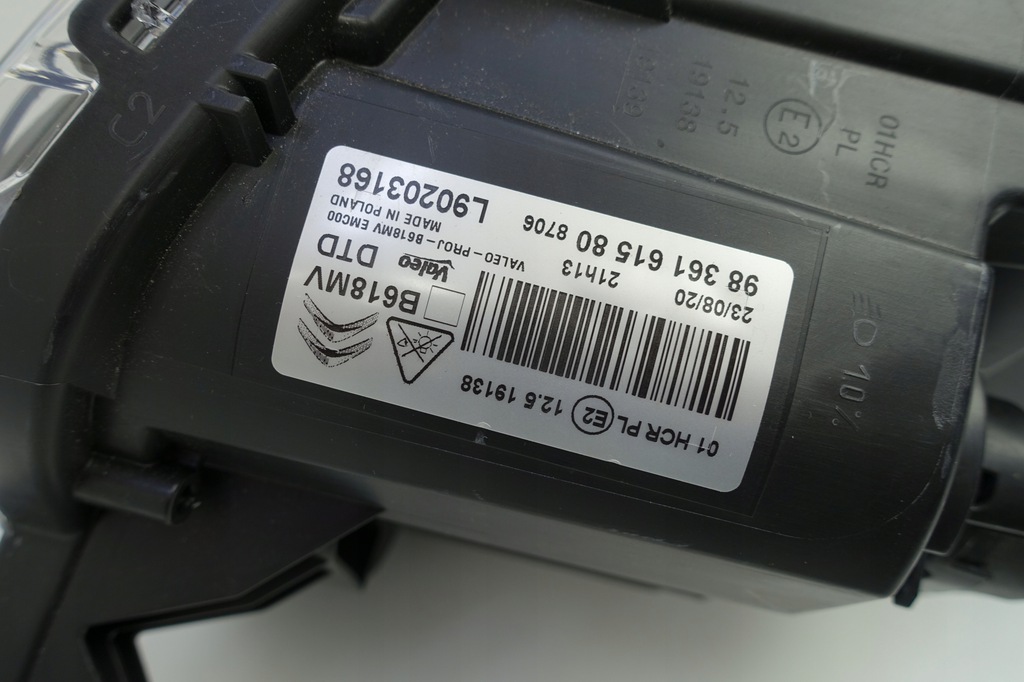 01 HCR PL E2 12.5 19138
B618MV
DTD
Valeo
23/08/20 21h13
98 361 615 80 8706
VALEO-PROJ-B618MV EMC00
MADE IN POLAND
L90203168
01HCR
PL
E2
12.5
19138
10%
C2